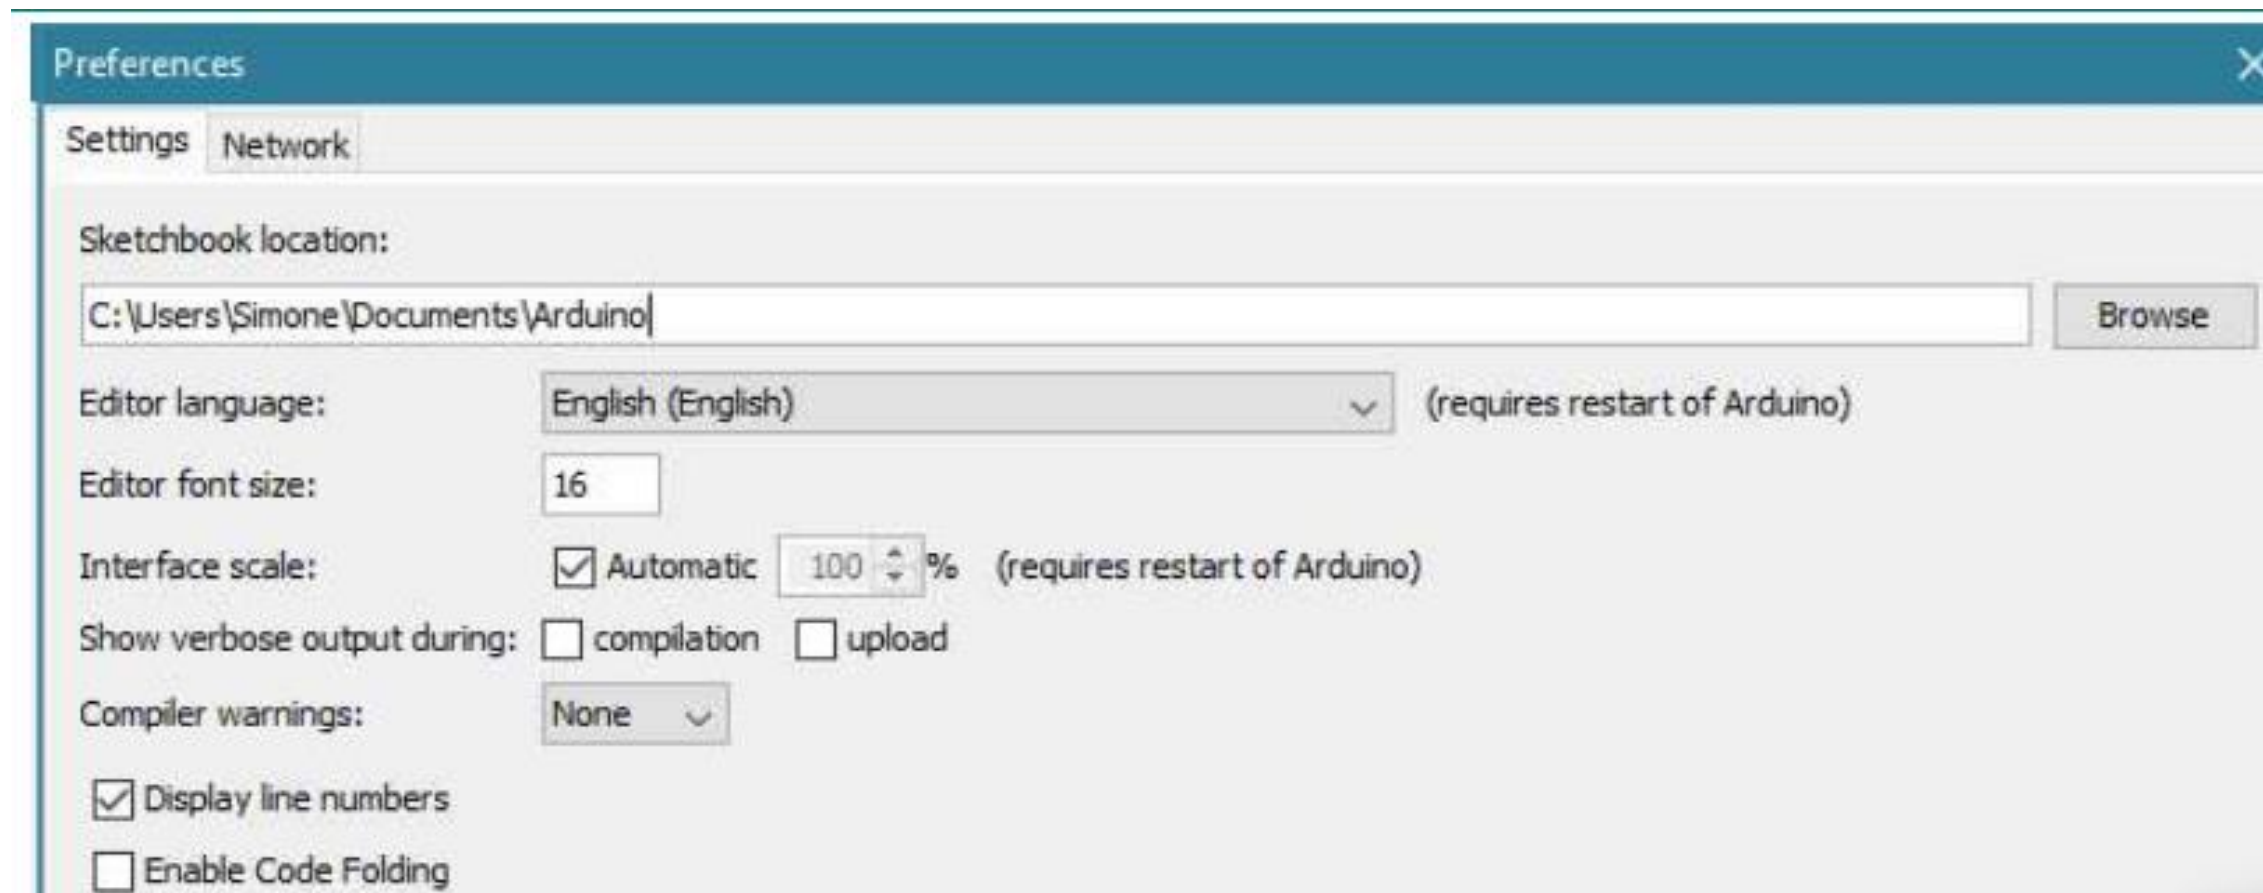 Preferences
Settings Network
Sketchbook location:
C:\Users\Simone\Documents\Arduino Browse
Editor language: English (English) (requires restart of Arduino)
Editor font size: 16
Interface scale: Automatic 100 % (requires restart of Arduino)
Show verbose output during: compilation upload
Compiler warnings: None
Display line numbers
Enable Code Folding